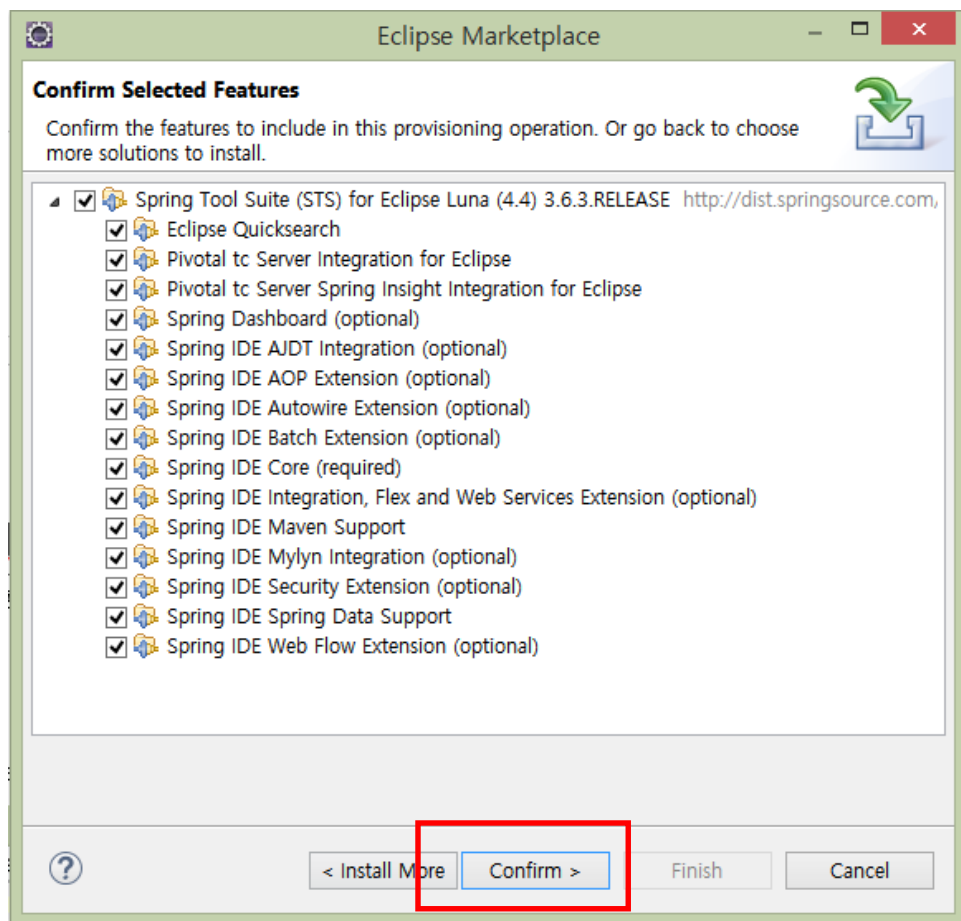 Eclipse Marketplace
Confirm Selected Features
Confirm the features to include in this provisioning operation. Or go back to choose
more solutions to install.
Spring Tool Suite (STS) for Eclipse Luna (4.4) 3.6.3.RELEASE http://dist.springsource.com,
Eclipse Quicksearch
Pivotal tc Server Integration for Eclipse
Pivotal tc Server Spring Insight Integration for Eclipse
Spring Dashboard (optional)
Spring IDE AJDT Integration (optional)
Spring IDE AOP Extension (optional)
Spring IDE Autowire Extension (optional)
Spring IDE Batch Extension (optional)
Spring IDE Core (required)
Spring IDE Integration, Flex and Web Services Extension (optional)
Spring IDE Maven Support
Spring IDE Mylyn Integration (optional)
Spring IDE Security Extension (optional)
Spring IDE Spring Data Support
Spring IDE Web Flow Extension (optional)
? < Install More Confirm > Finish Cancel